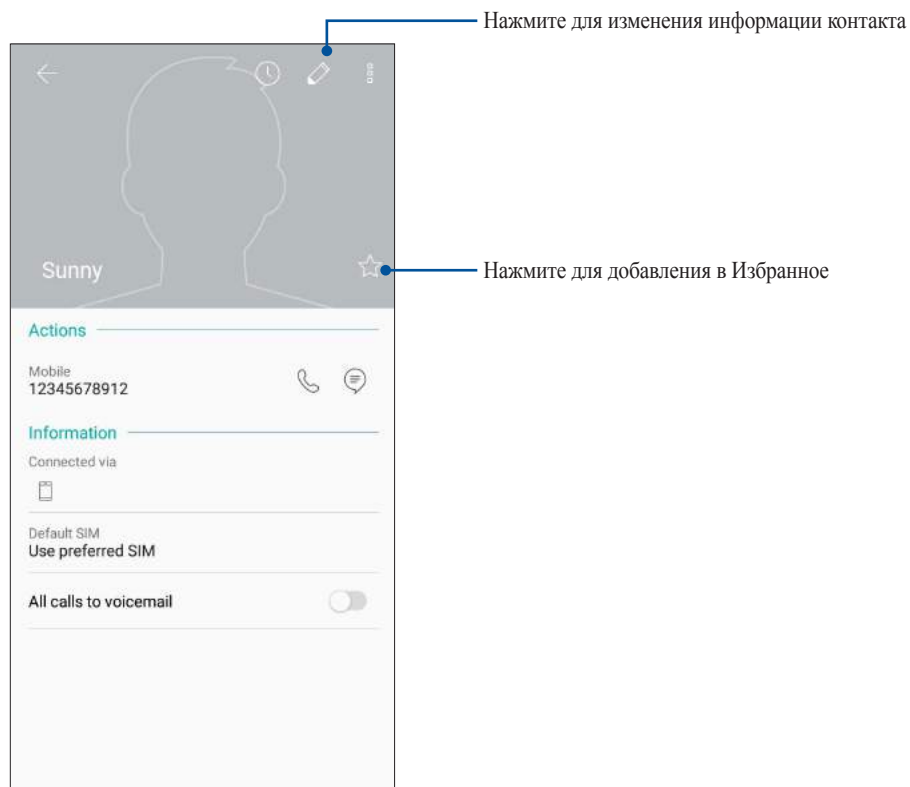 Нажмите для изменения информации контакта
Sunny
Нажмите для добавления в Избранное
Actions
Mobile
12345678912
Information
Connected via
Default SIM
Use preferred SIM
All calls to voicemail